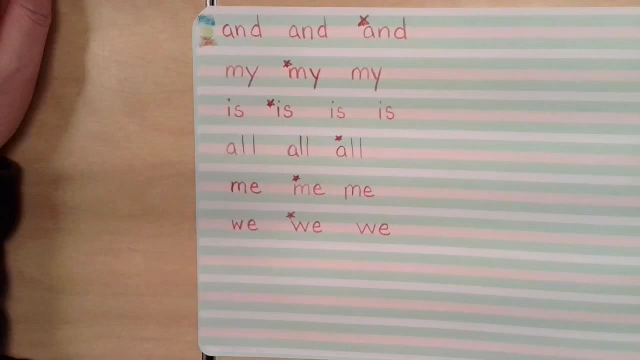 and and and
my my my
is is is is
all all all
me me me
we we we